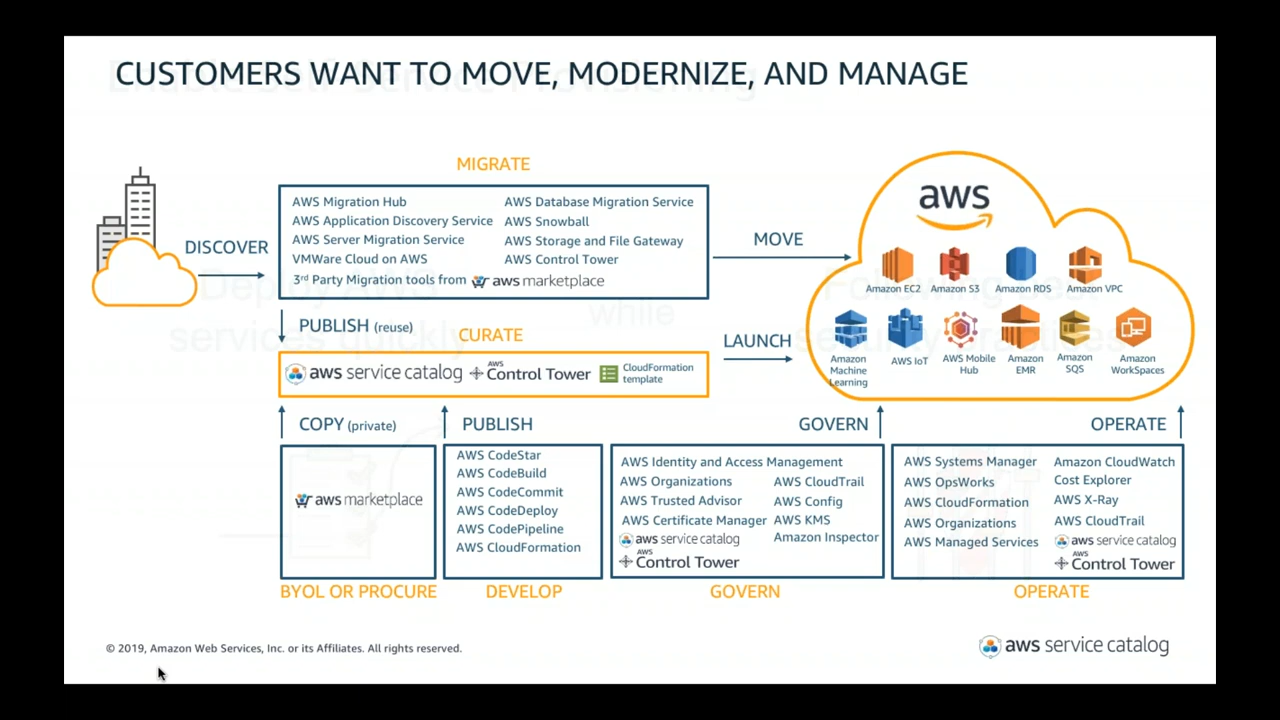 CUSTOMERS WANT TO MOVE, MODERNIZE, AND MANAGE
MIGRATE
DISCOVER
AWS Migration Hub
AWS Application Discovery Service
AWS Server Migration Service
VMWare Cloud on AWS
3rd Party Migration tools from aws marketplace
AWS Database Migration Service
AWS Snowball
AWS Storage and File Gateway
AWS Control Tower
MOVE
aws
Amazon EC2
Amazon S3
Amazon RDS
Amazon VPC
Amazon Machine Learning
AWS IoT
AWS Mobile Hub
Amazon EMR
Amazon SQS
Amazon WorkSpaces
PUBLISH (reuse)
CURATE
LAUNCH
aws service catalog
AWS Control Tower
CloudFormation template
Deploy AWS
services quickly
while
Following best
security practices
COPY (private)
PUBLISH
GOVERN
OPERATE
aws marketplace
AWS CodeStar
AWS CodeBuild
AWS CodeCommit
AWS CodeDeploy
AWS CodePipeline
AWS CloudFormation
AWS Identity and Access Management
AWS Organizations
AWS Trusted Advisor
AWS Certificate Manager
aws service catalog
AWS Control Tower
AWS CloudTrail
AWS Config
AWS KMS
Amazon Inspector
AWS Systems Manager
AWS OpsWorks
AWS CloudFormation
AWS Organizations
AWS Managed Services
Amazon CloudWatch
Cost Explorer
AWS X-Ray
AWS CloudTrail
aws service catalog
AWS Control Tower
BYOL OR PROCURE
DEVELOP
GOVERN
OPERATE
© 2019, Amazon Web Services, Inc. or its Affiliates. All rights reserved.
aws service catalog